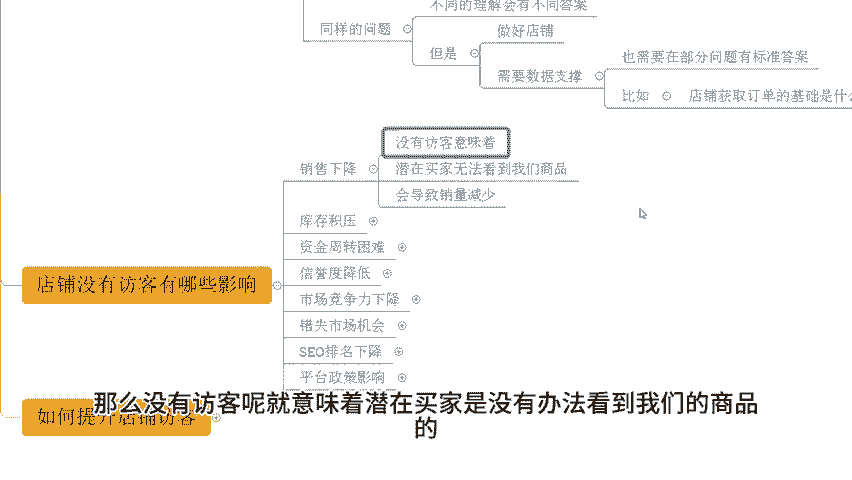 不同的理解会有不同答案
同样的问题
做好店铺
但是
也需要在部分问题有标准答案
需要数据支撑
比如
店铺获取订单的基础是什
没有访客意味着
销售下降
潜在买家无法看到我们商品
会导致销量减少
库存积压
资金周转困难
店铺没有访客有哪些影响
信誉度降低
市场竞争力下降
错失市场机会
SEO排名下降
平台政策影响
如何提升店铺访客
那么没有访客呢就意味着潜在买家是没有办法看到我们的商品
的